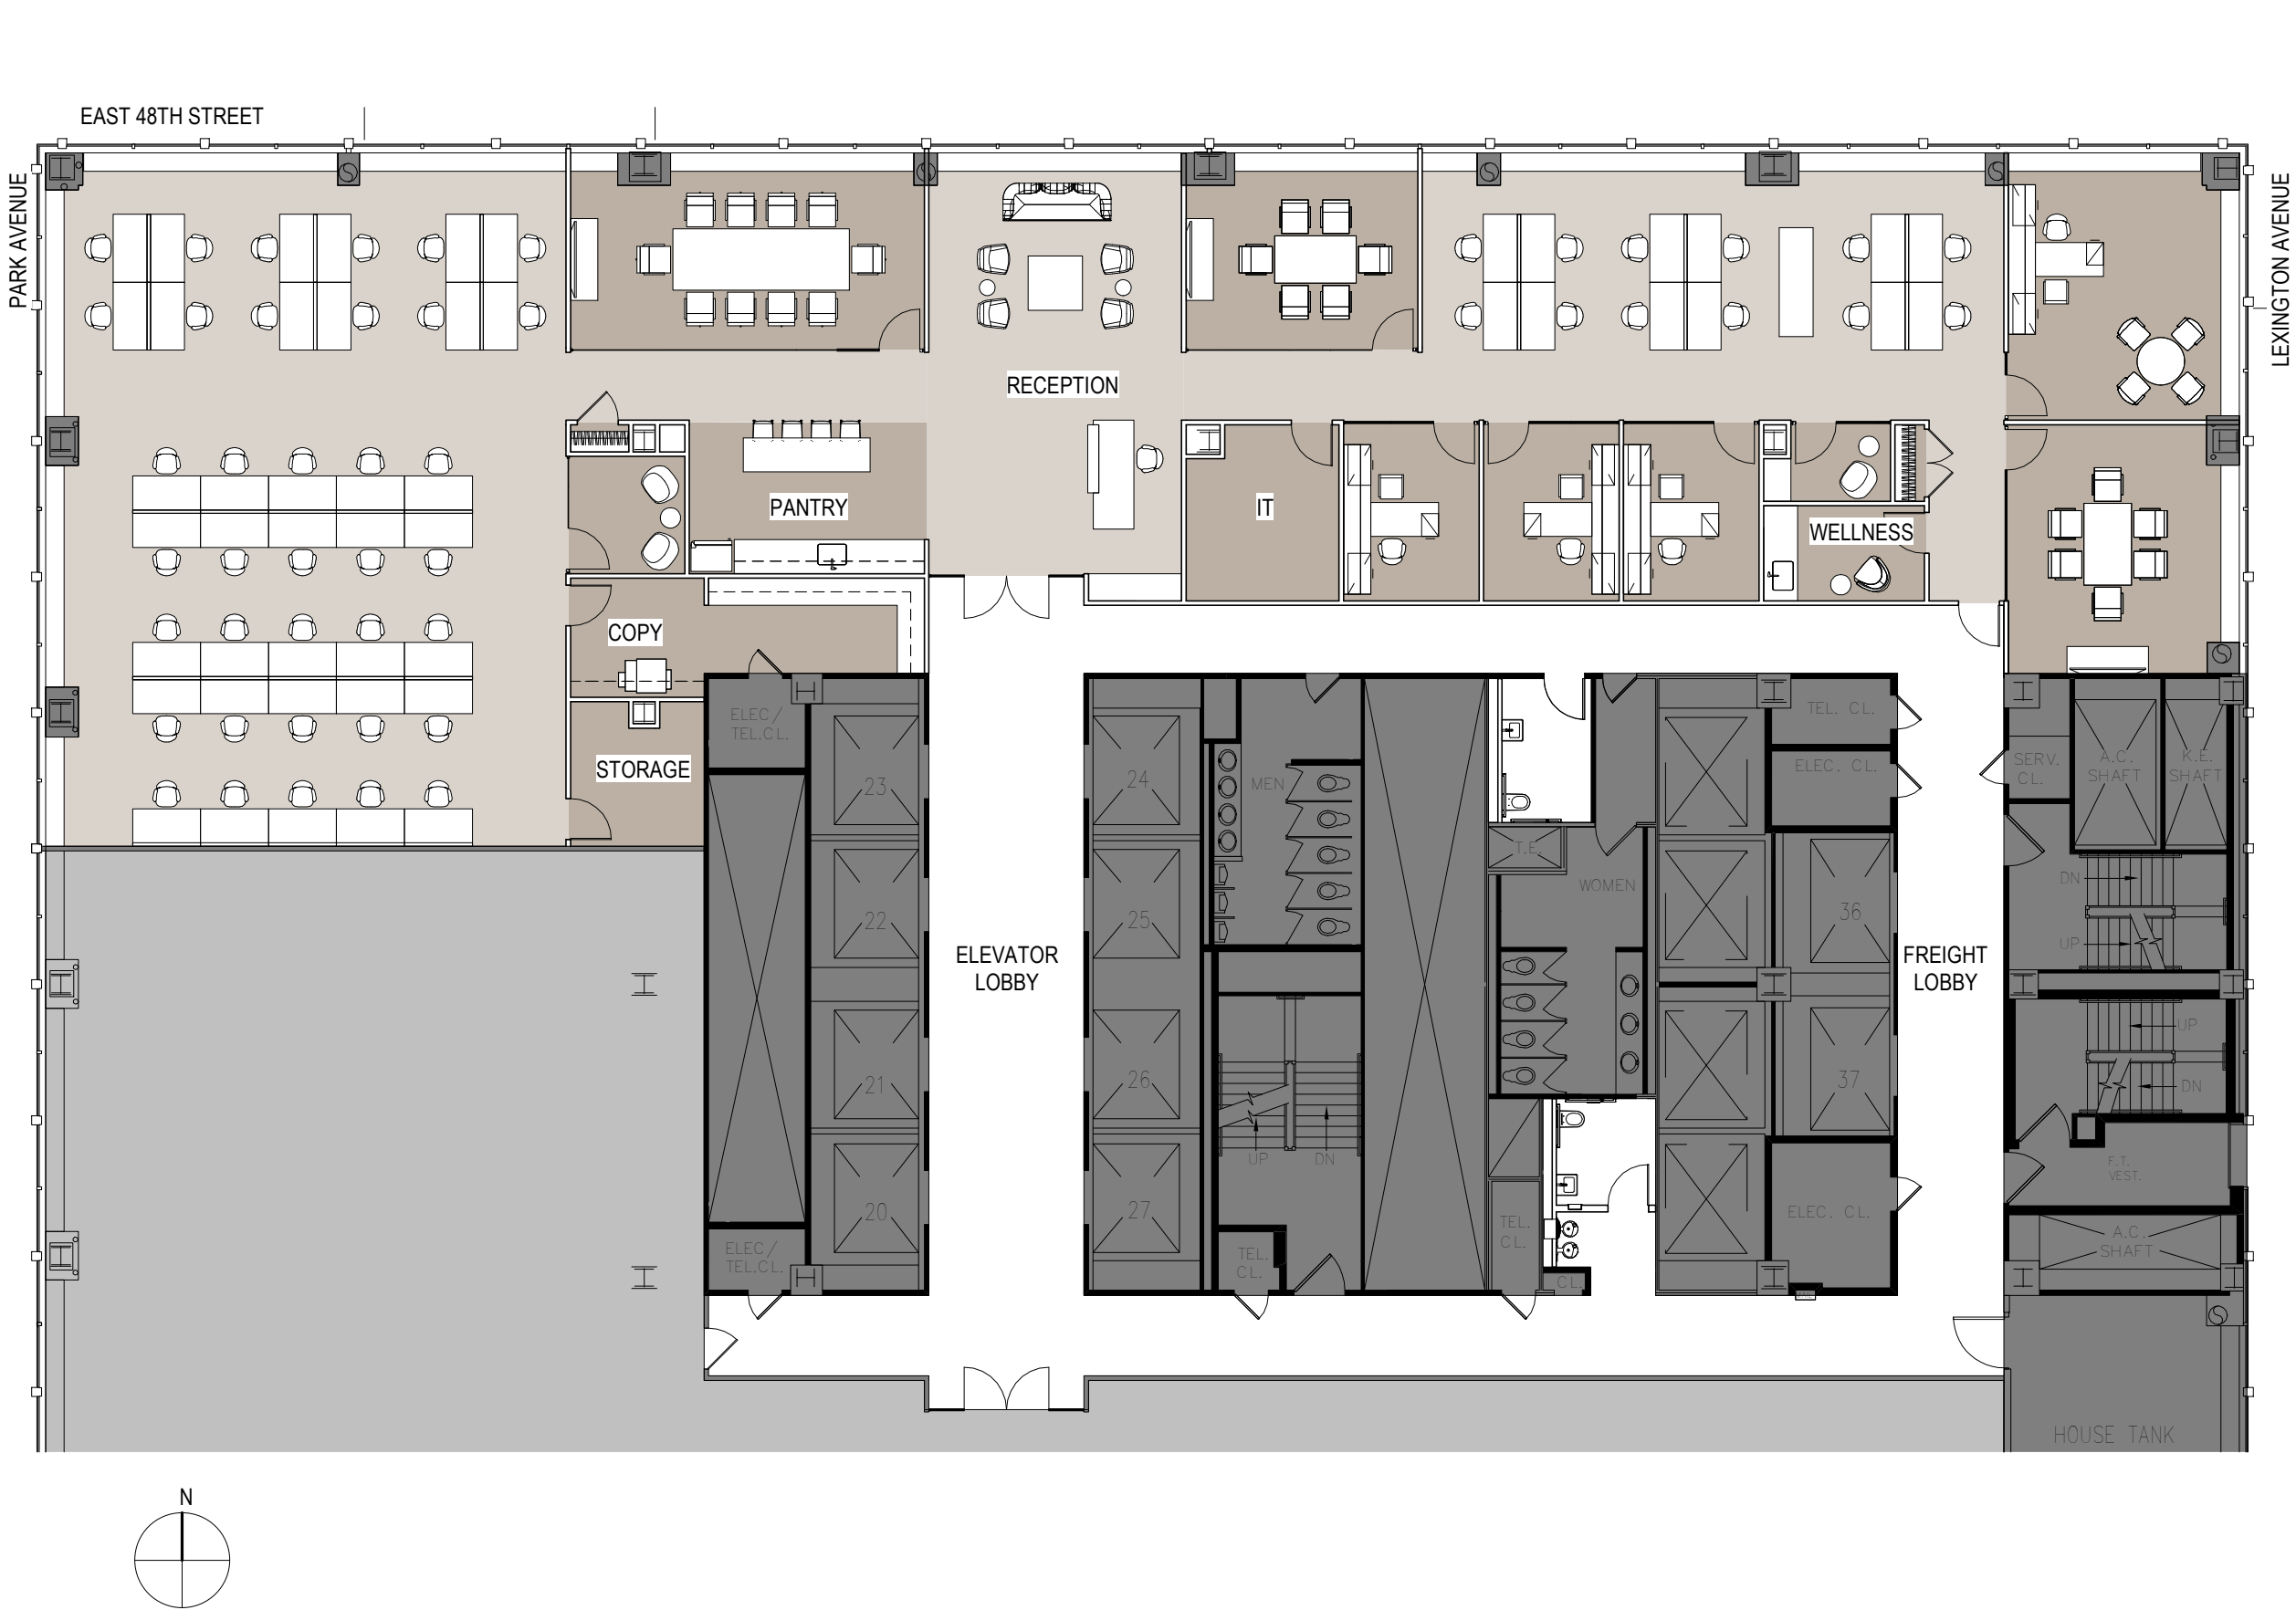 EAST 48TH STREET
PARK AVENUE
LEXINGTON AVENUE
RECEPTION
PANTRY
IT
WELLNESS
COPY
STORAGE
ELEC/
TEL.CL.
23
24
MEN
TEL. CL.
ELEC. CL.
SERV.
CL.
A.C.
SHAFT
K.E.
SHAFT
T.E.
WOMEN
22
25
36
DN
UP
ELEVATOR
LOBBY
FREIGHT
LOBBY
21
26
37
UP
DN
UP
DN
20
27
F.T.
VEST.
ELEC. CL.
TEL.
CL.
A.C.
SHAFT
ELEC/
TEL.CL.
TEL.
CL.
CL.
HOUSE TANK
N